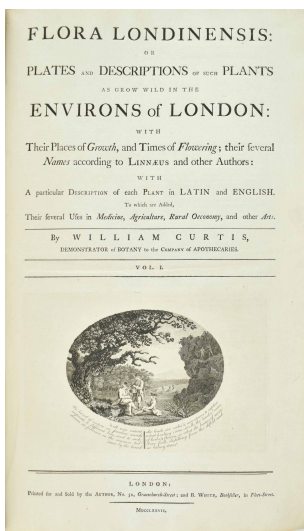 FLORA LONDINENSIS:
OR
PLATES AND DESCRIPTIONS OF SUCH PLANTS
AS GROW WILD IN THE
ENVIRONS OF LONDON:
WITH
Their Places of Growth, and Times of Flowering; their several
Names according to LINNÆUS and other Authors:
WITH
A particular DESCRIPTION of each PLANT in LATIN and ENGLISH.
To which are Added,
Their several Uses in Medicine, Agriculture, Rural Oeconomy, and other Arts.
By WILLIAM CURTIS,
DEMONSTRATOR of BOTANY to the COMPANY of APOTHECARIES.
VOL. I.
LONDON:
Printed for and sold by the AUTHOR, No. 51, Gracechurch-Street; and B. WHITE, Bookseller, in Fleet-Street.
MDCCLXXVII.